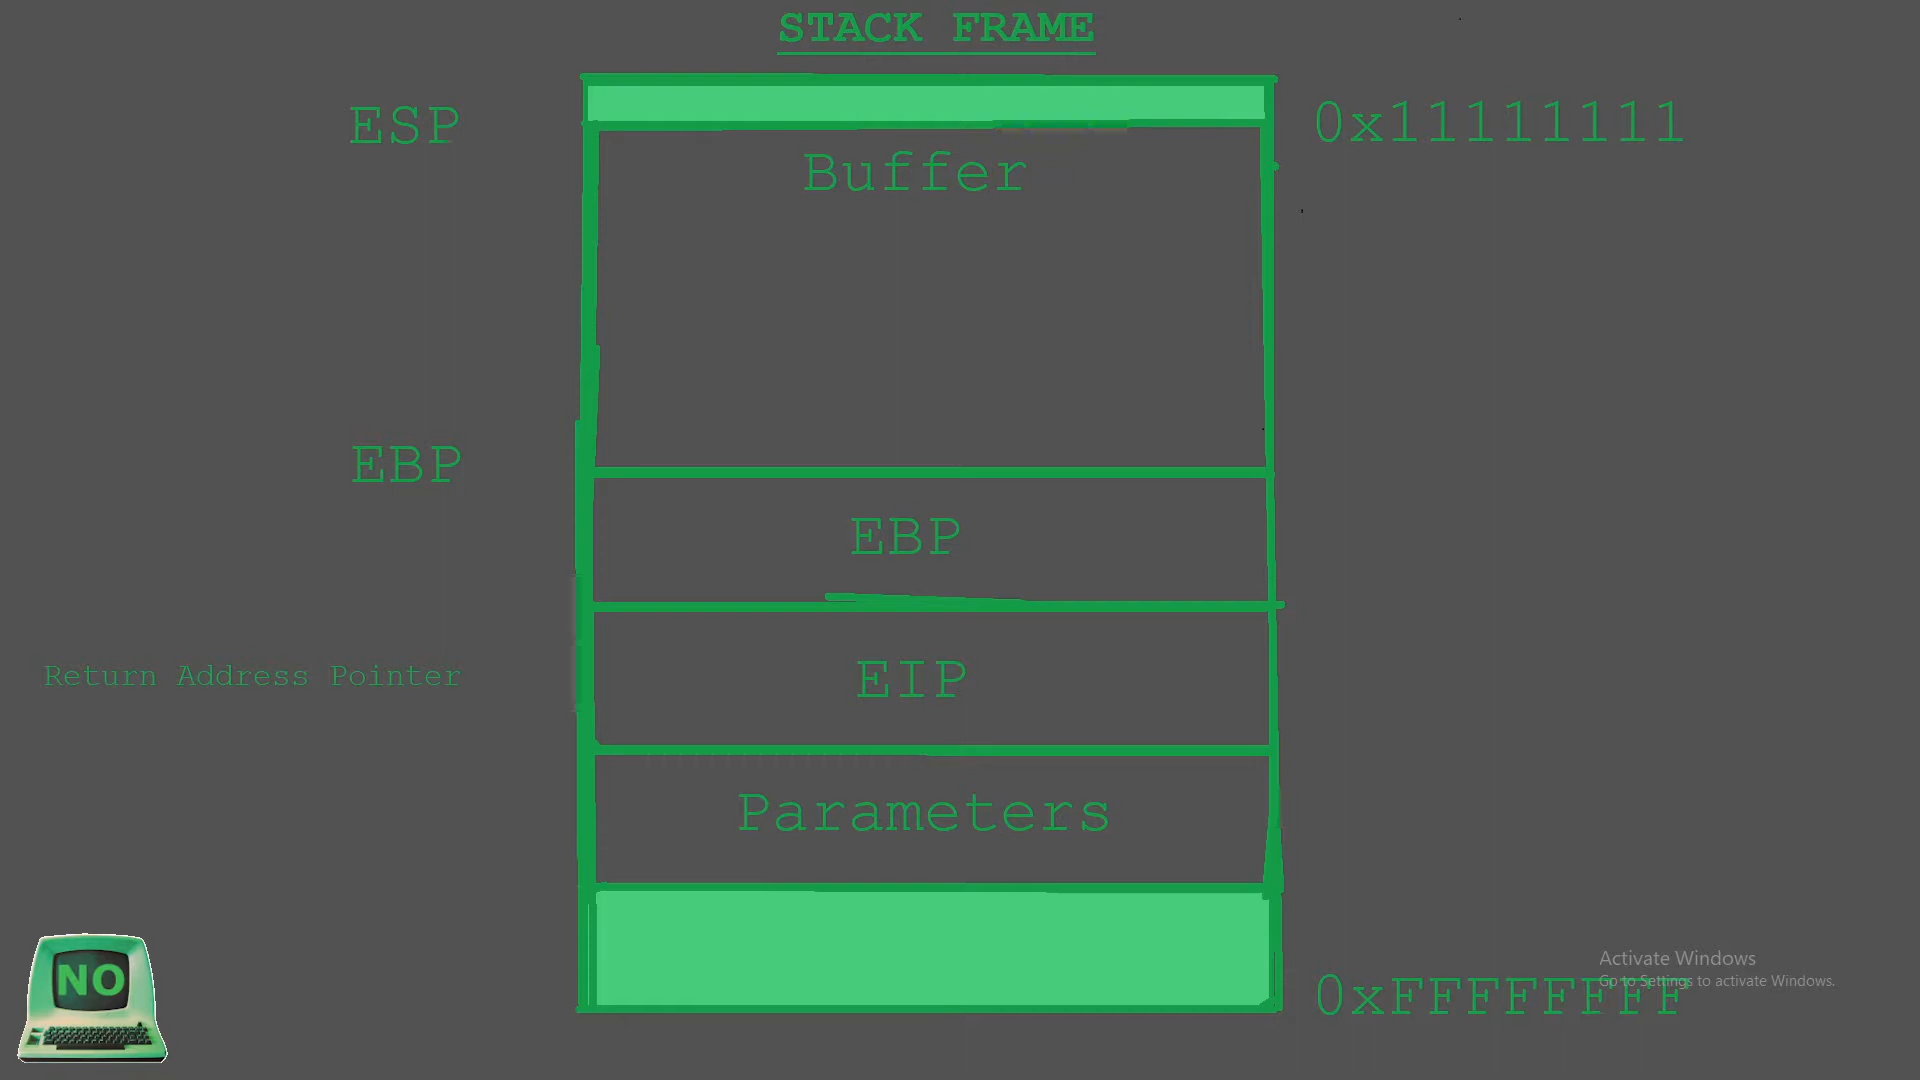 STACK FRAME
ESP
0x11111111
Buffer
EBP
EBP
Return Address Pointer
EIP
Parameters
NO
Activate Windows
Go to Settings to activate Windows.
0xFFFFFFFF